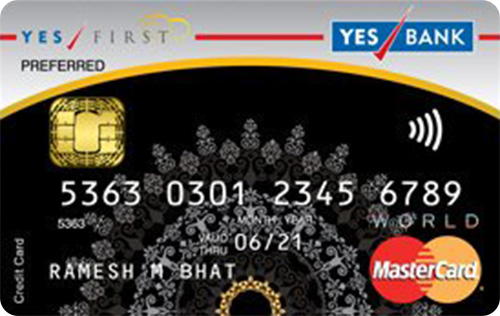 YES FIRST
PREFERRED
YES BANK
5363 0301 2345 6789
5363
MONTH YEAR
VALID THRU 06/21
WORLD
RAMESH M BHAT
MasterCard
Credit Card